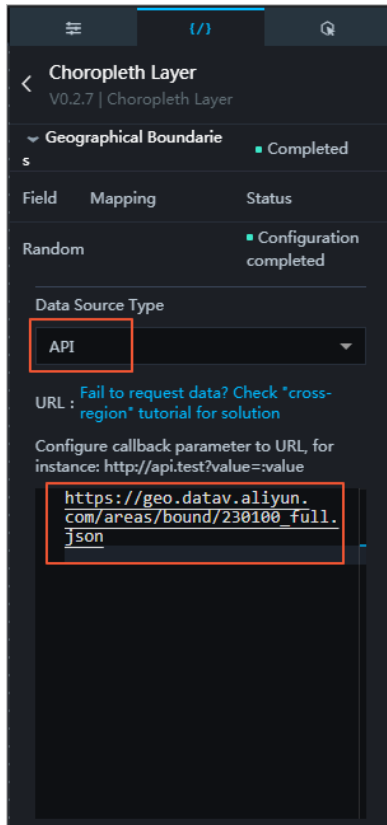 {/}
Choropleth Layer
V0.2.7 | Choropleth Layer
Geographical Boundarie
s
Completed
Field Mapping Status
Random
Configuration
completed
Data Source Type
API
URL : Fail to request data? Check "cross-
region" tutorial for solution
Configure callback parameter to URL, for
instance: http://api.test?value=:value
https://geo.datav.aliyun.
com/areas/bound/230100_full.
json